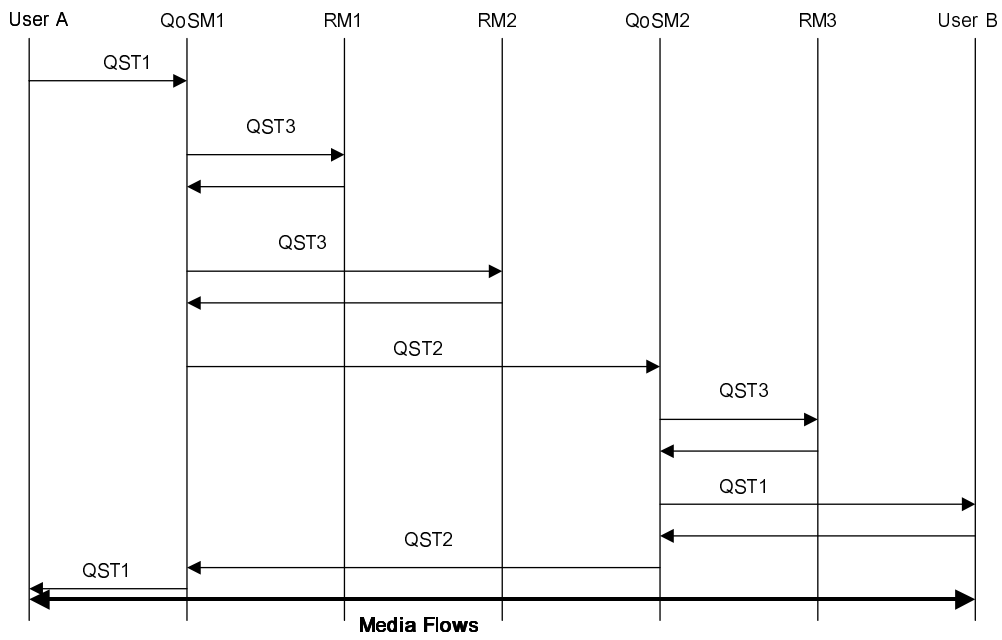 User A QoSM1 RM1 RM2 QoSM2 RM3 User B
QST1
QST3
QST3
QST2
QST3
QST1
QST2
QST1
Media Flows